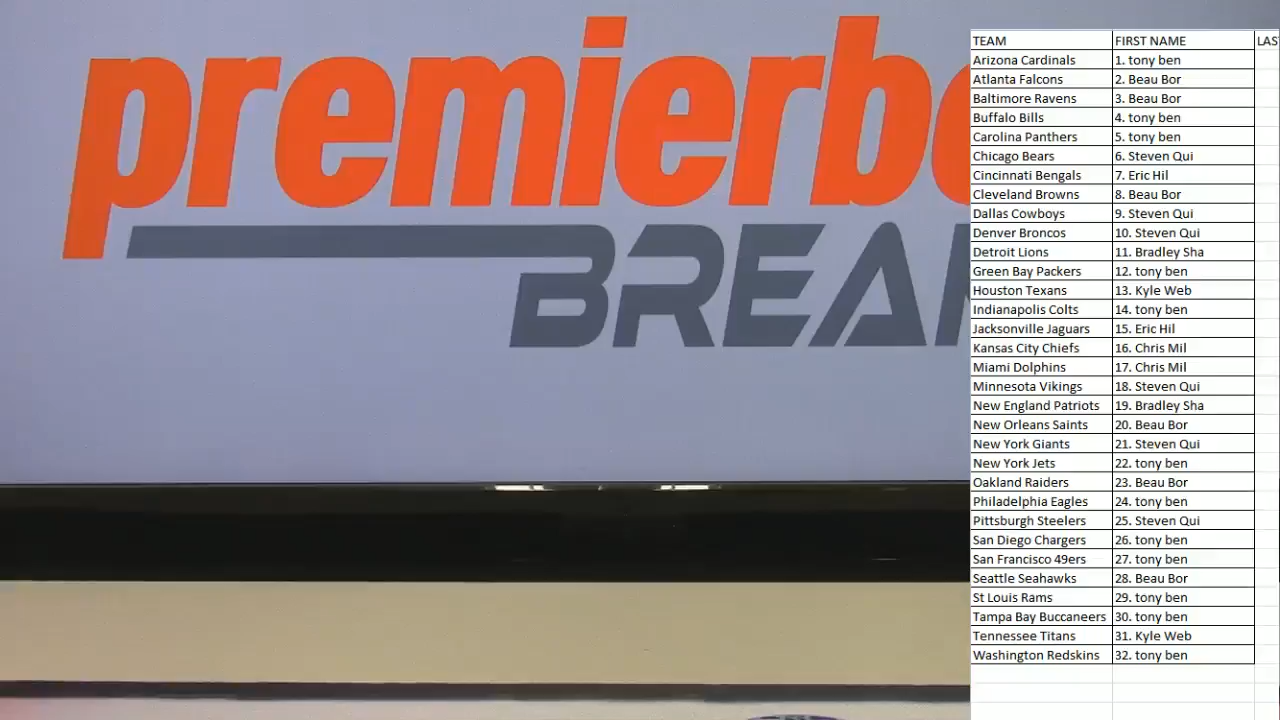 premierbo
BREA
TEAM FIRST NAME LAS
Arizona Cardinals 1. tony ben
Atlanta Falcons 2. Beau Bor
Baltimore Ravens 3. Beau Bor
Buffalo Bills 4. tony ben
Carolina Panthers 5. tony ben
Chicago Bears 6. Steven Qui
Cincinnati Bengals 7. Eric Hil
Cleveland Browns 8. Beau Bor
Dallas Cowboys 9. Steven Qui
Denver Broncos 10. Steven Qui
Detroit Lions 11. Bradley Sha
Green Bay Packers 12. tony ben
Houston Texans 13. Kyle Web
Indianapolis Colts 14. tony ben
Jacksonville Jaguars 15. Eric Hil
Kansas City Chiefs 16. Chris Mil
Miami Dolphins 17. Chris Mil
Minnesota Vikings 18. Steven Qui
New England Patriots 19. Bradley Sha
New Orleans Saints 20. Beau Bor
New York Giants 21. Steven Qui
New York Jets 22. tony ben
Oakland Raiders 23. Beau Bor
Philadelphia Eagles 24. tony ben
Pittsburgh Steelers 25. Steven Qui
San Diego Chargers 26. tony ben
San Francisco 49ers 27. tony ben
Seattle Seahawks 28. Beau Bor
St Louis Rams 29. tony ben
Tampa Bay Buccaneers 30. tony ben
Tennessee Titans 31. Kyle Web
Washington Redskins 32. tony ben